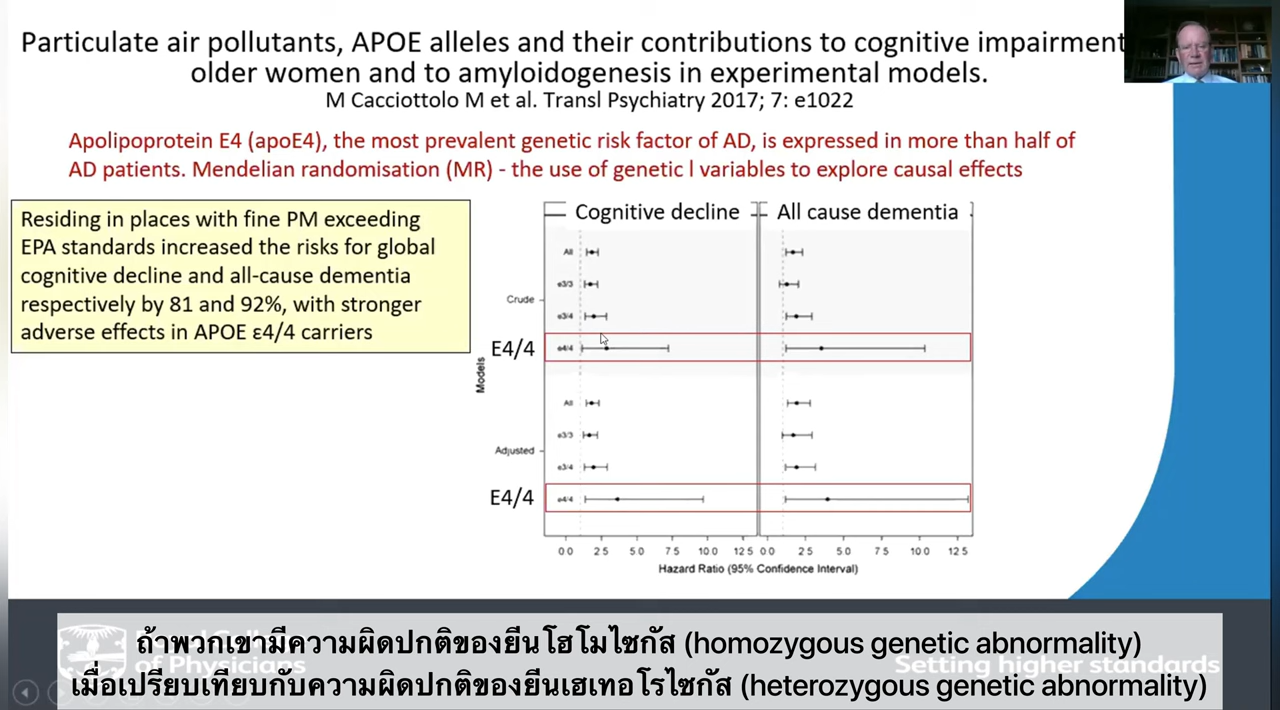 Particulate air pollutants, APOE alleles and their contributions to cognitive impairment
older women and to amyloidogenesis in experimental models.
M Cacciottolo M et al. Transl Psychiatry 2017; 7: e1022
Apolipoprotein E4 (apoE4), the most prevalent genetic risk factor of AD, is expressed in more than half of
AD patients. Mendelian randomisation (MR) - the use of genetic l variables to explore causal effects
Residing in places with fine PM exceeding
EPA standards increased the risks for global
cognitive decline and all-cause dementia
respectively by 81 and 92%, with stronger
adverse effects in APOE ε4/4 carriers
Cognitive decline
All cause dementia
All
e3/3
Crude
e3/4
E4/4
e4/4
Models
All
e3/3
Adjusted
e3/4
E4/4
e4/4
0 0 2 5 5 0 7 5 10 0 12 5 0 0 2 5 5 0 7 5 10 0 12 5
Hazard Ratio (95% Confidence Interval)
of Physicians
Setting higher standards
ถ้าพวกเขามีความผิดปกติของยีนโฮโมไซกัส (homozygous genetic abnormality)
เมื่อเปรียบเทียบกับความผิดปกติของยีนเฮเทอโรไซกัส (heterozygous genetic abnormality)